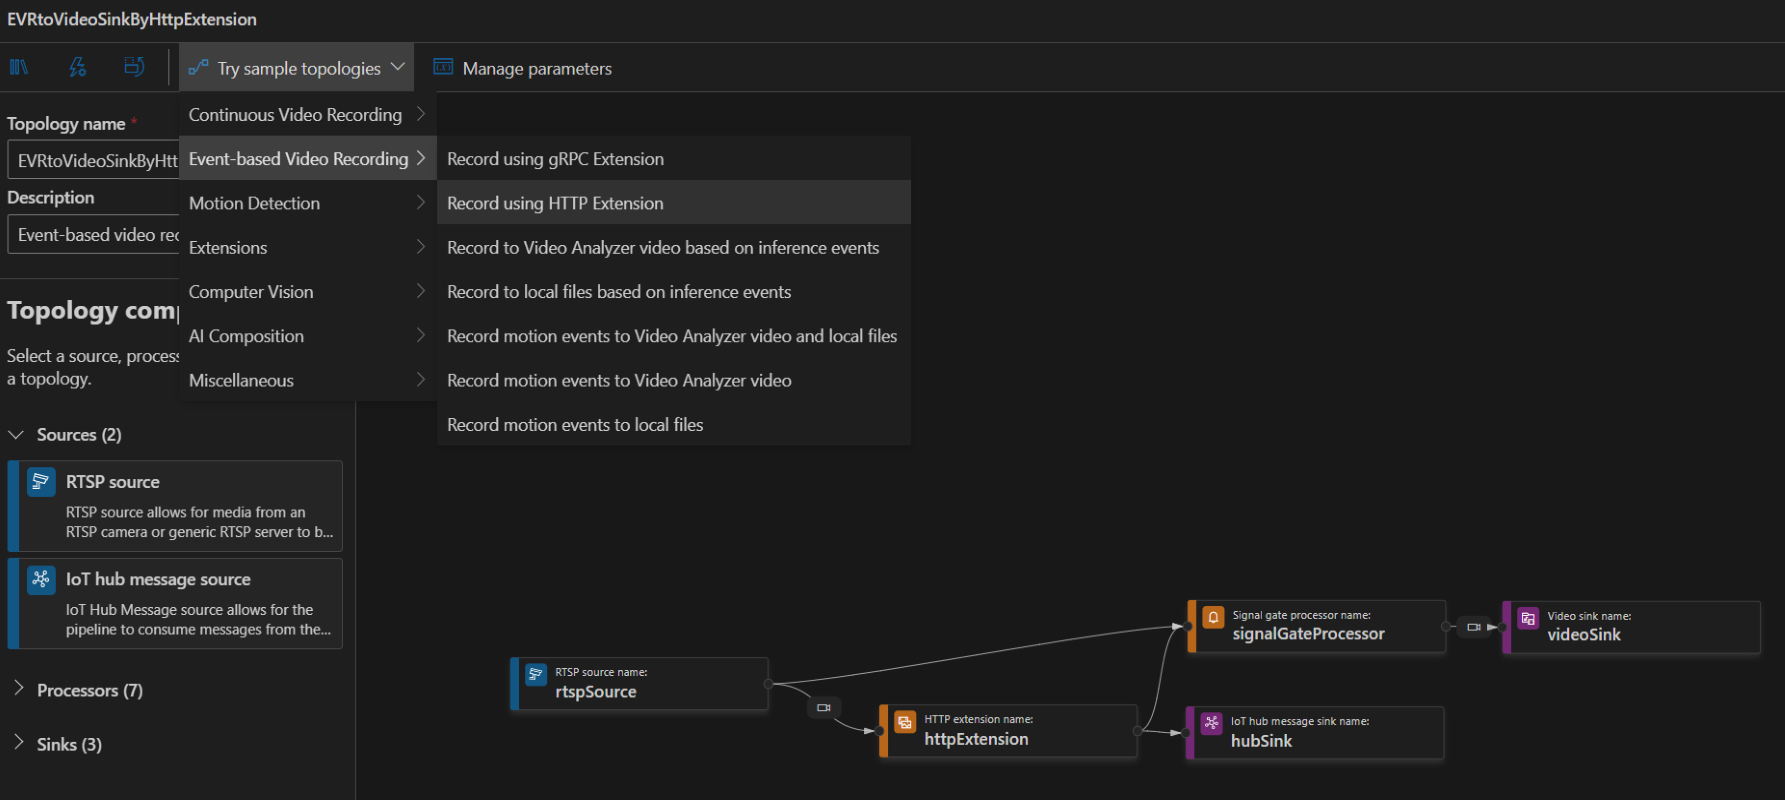 EVRtoVideoSinkByHttpExtension
Try sample topologies
Manage parameters
Topology name *
EVRtoVideoSinkByHtt
Description
Event-based video rec
Continuous Video Recording
Event-based Video Recording
Motion Detection
Extensions
Computer Vision
AI Composition
Miscellaneous
Record using gRPC Extension
Record using HTTP Extension
Record to Video Analyzer video based on inference events
Record to local files based on inference events
Record motion events to Video Analyzer video and local files
Record motion events to Video Analyzer video
Record motion events to local files
Topology comp
Select a source, process
a topology.
Sources (2)
RTSP source
RTSP source allows for media from an
RTSP camera or generic RTSP server to b...
IoT hub message source
IoT Hub Message source allows for the
pipeline to consume messages from the...
Processors (7)
Sinks (3)
RTSP source name:
rtspSource
HTTP extension name:
httpExtension
Signal gate processor name:
signalGateProcessor
Video sink name:
videoSink
IoT hub message sink name:
hubSink